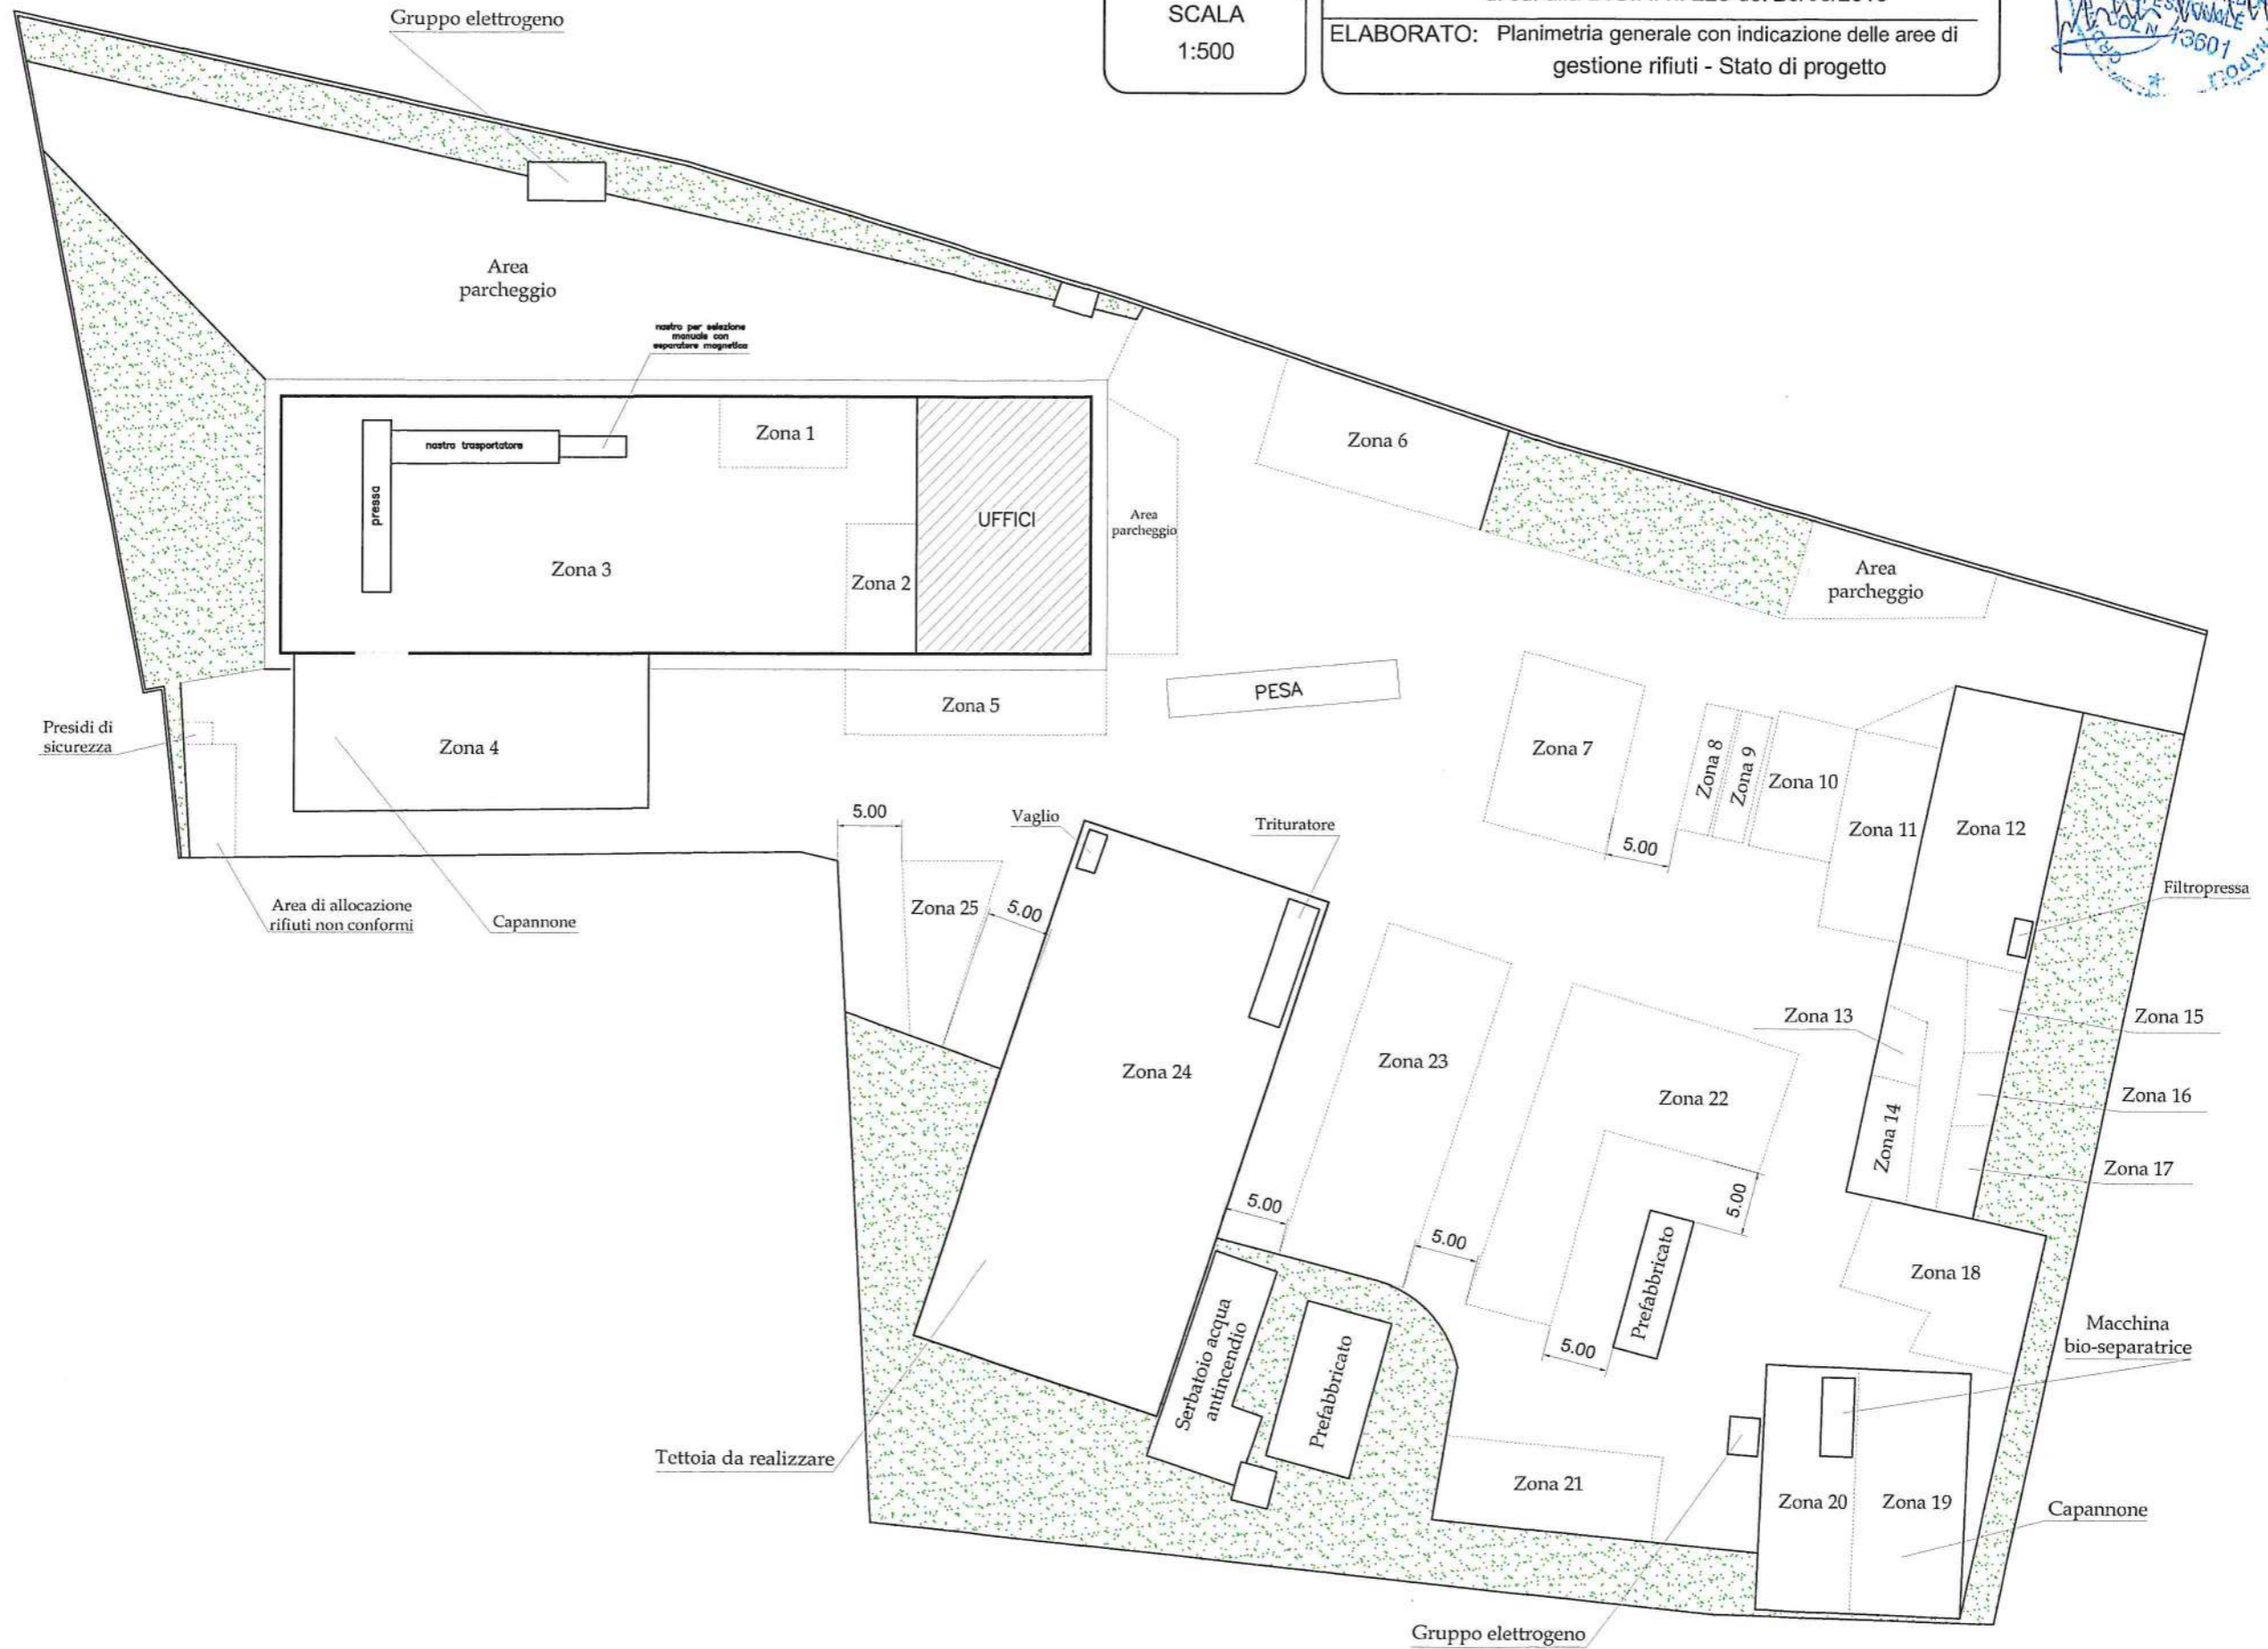 SCALA
1:500
ELABORATO: Planimetria generale con indicazione delle aree di
gestione rifiuti - Stato di progetto
13601
Gruppo elettrogeno
Area
parcheggio
nastro per selezione
manuale con
separatore magnetico
nastro trasportatore
pressa
Zona 1
Zona 2
Zona 3
UFFICI
Area
parcheggio
Zona 6
Area
parcheggio
Zona 5
PESA
Zona 4
Presidi di
sicurezza
Area di allocazione
rifiuti non conformi
Capannone
5.00
Vaglio
Trituratore
Zona 7
5.00
Zona 8
Zona 9
Zona 10
Zona 11
Zona 12
Filtropressa
Zona 25
5.00
Zona 24
Zona 23
Zona 22
Zona 13
Zona 14
Zona 15
Zona 16
Zona 17
5.00
5.00
5.00
5.00
Prefabbricato
Zona 18
Macchina
bio-separatrice
Serbatoio acqua
antincendio
Prefabbricato
Tettoia da realizzare
Zona 21
Zona 20
Zona 19
Capannone
Gruppo elettrogeno